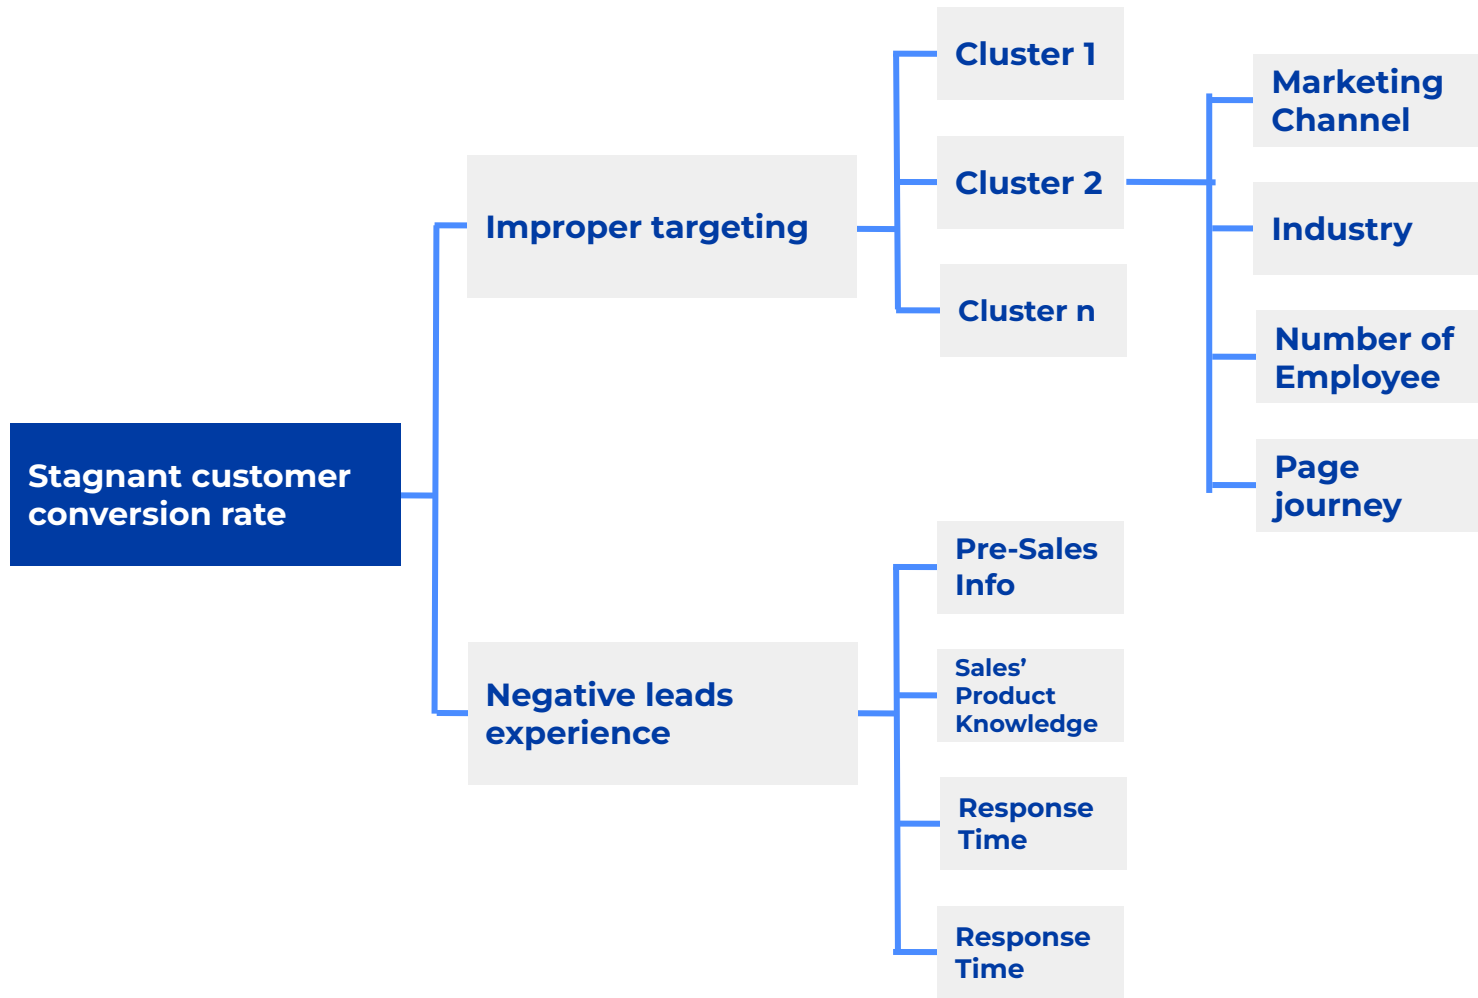 Stagnant customer
conversion rate
Improper targeting
Cluster 1
Cluster 2
Cluster n
Marketing
Channel
Industry
Number of
Employee
Page
journey
Negative leads
experience
Pre-Sales
Info
Sales’
Product
Knowledge
Response
Time
Response
Time